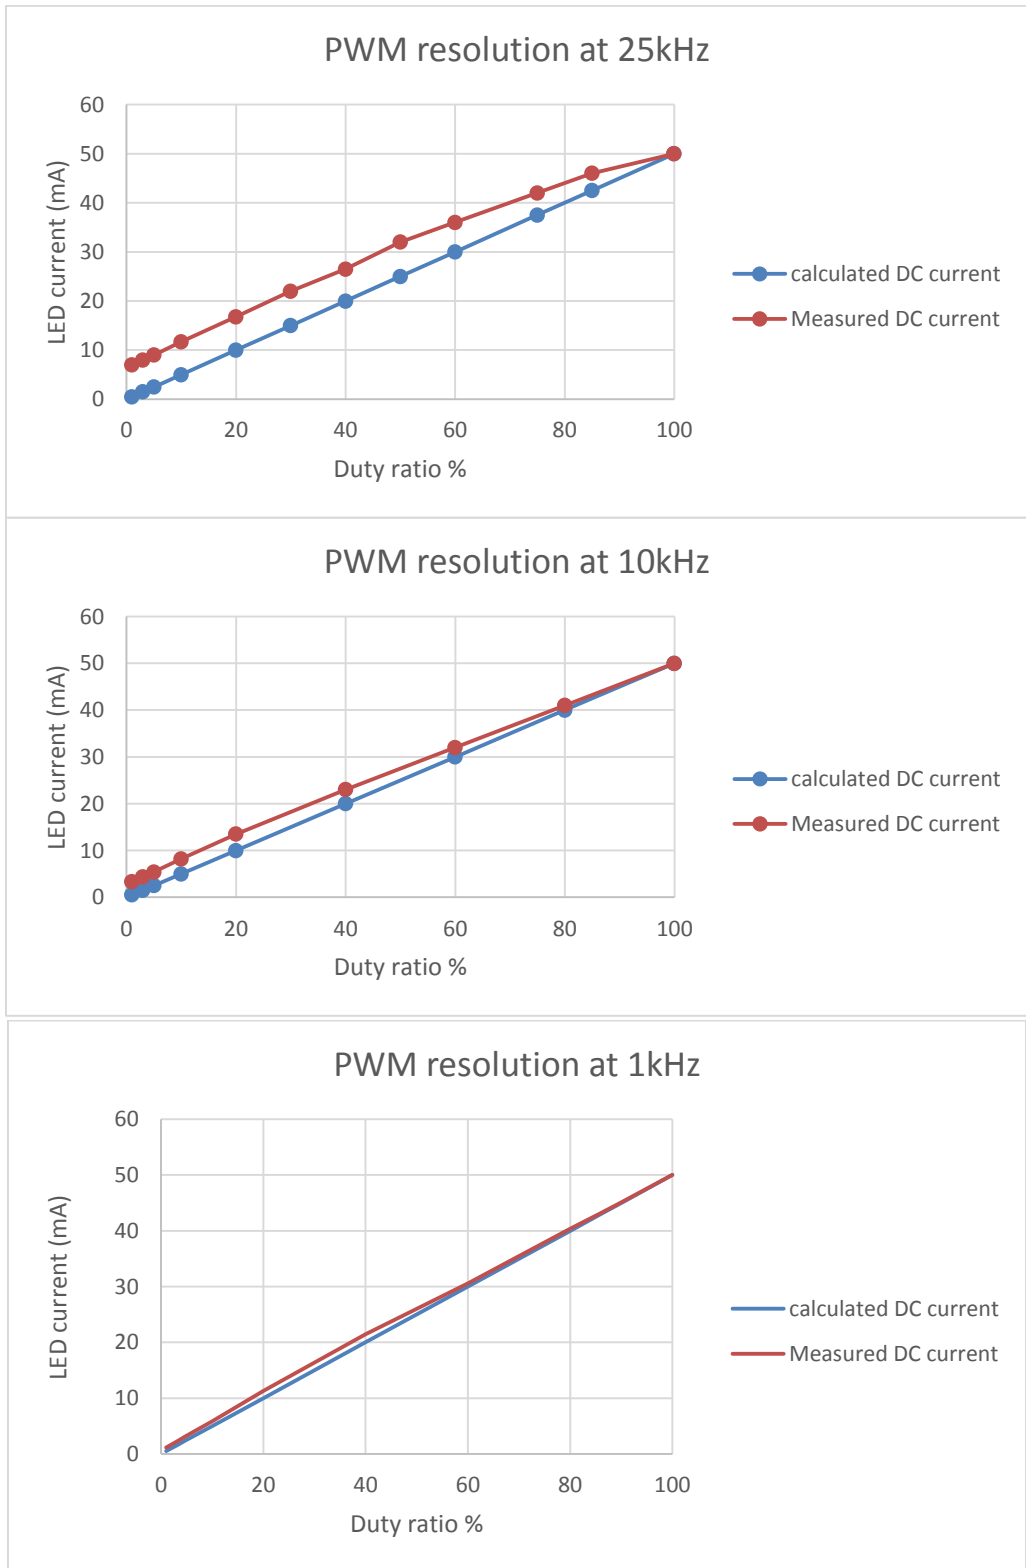 PWM resolution at 25kHz
60
50
40
30
20
10
0
0 20 40 60 80 100
LED current (mA)
Duty ratio %
calculated DC current
Measured DC current
PWM resolution at 10kHz
60
50
40
30
20
10
0
0 20 40 60 80 100
LED current (mA)
Duty ratio %
calculated DC current
Measured DC current
PWM resolution at 1kHz
60
50
40
30
20
10
0
0 20 40 60 80 100
LED current (mA)
Duty ratio %
calculated DC current
Measured DC current